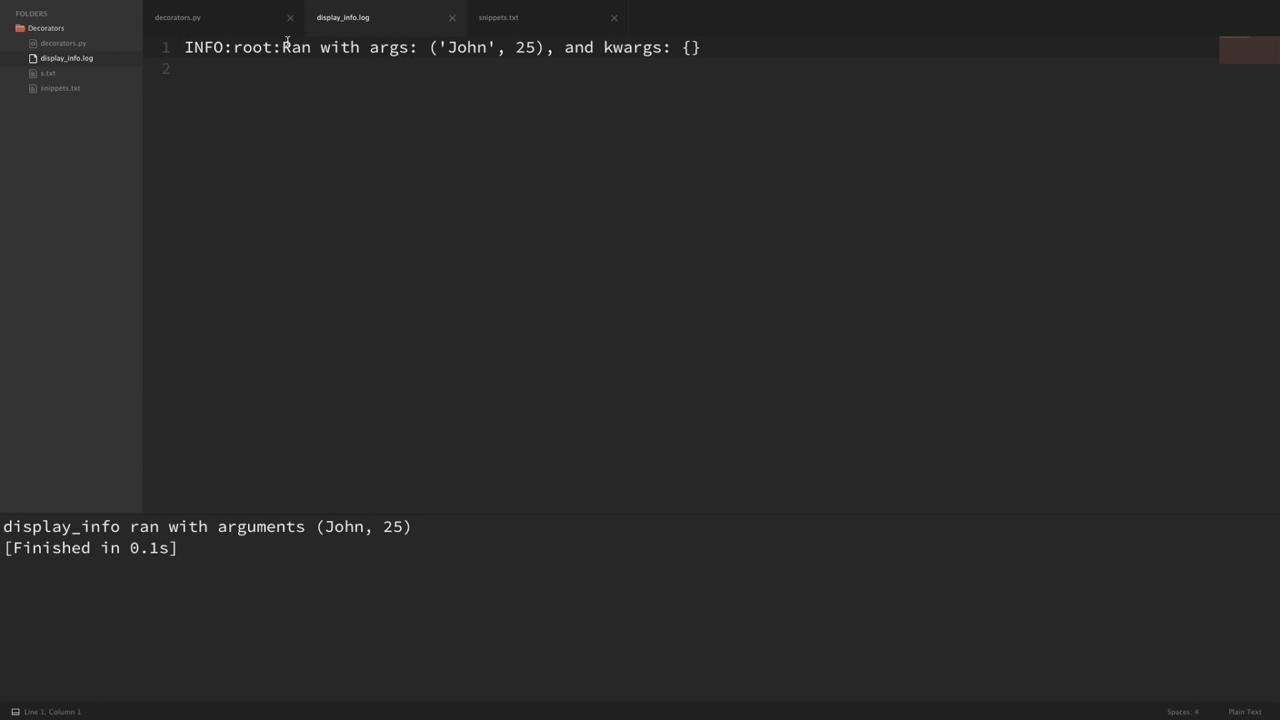 FOLDERS
Decorators
decorators.py
display_info.log
s.txt
snippets.txt
decorators.py
display_info.log
snippets.txt
1 INFO:root:Ran with args: ('John', 25), and kwargs: {}
2
display_info ran with arguments (John, 25)
[Finished in 0.1s]
Line 1, Column 1
Spaces: 4
Plain Text